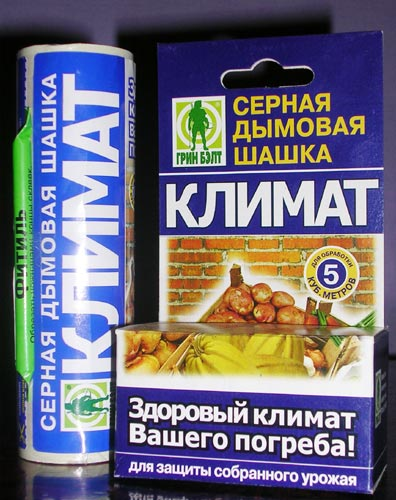 СЕРНАЯ ДЫМОВАЯ ШАШКА
КЛИМАТ
ФИТИЛЬ
ГРИН БЭЛТ
СЕРНАЯ
ДЫМОВАЯ
ШАШКА
КЛИМАТ
ДЛЯ ОБРАБОТКИ
5
КУБ. МЕТРОВ
Здоровый климат
Вашего погреба!
для защиты собранного урожая